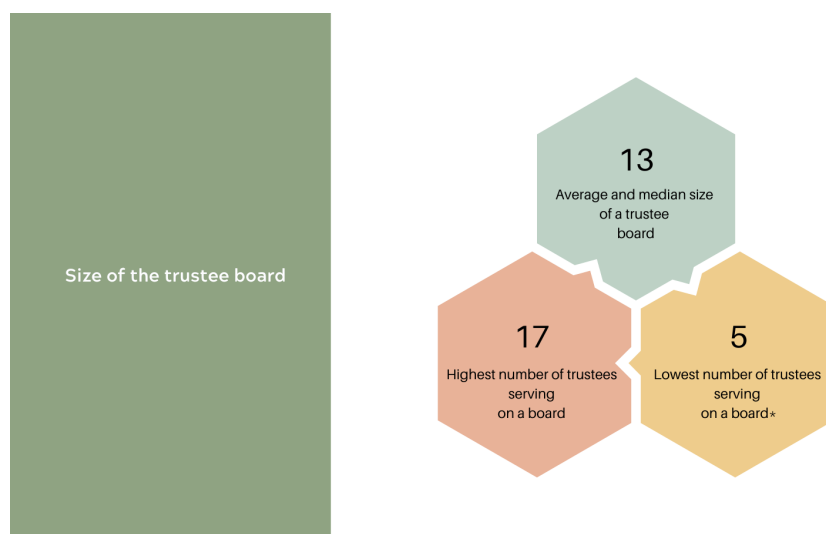 Size of the trustee board
13
Average and median size
of a trustee
board
17
Highest number of trustees
serving
on a board
5
Lowest number of trustees
serving
on a board*